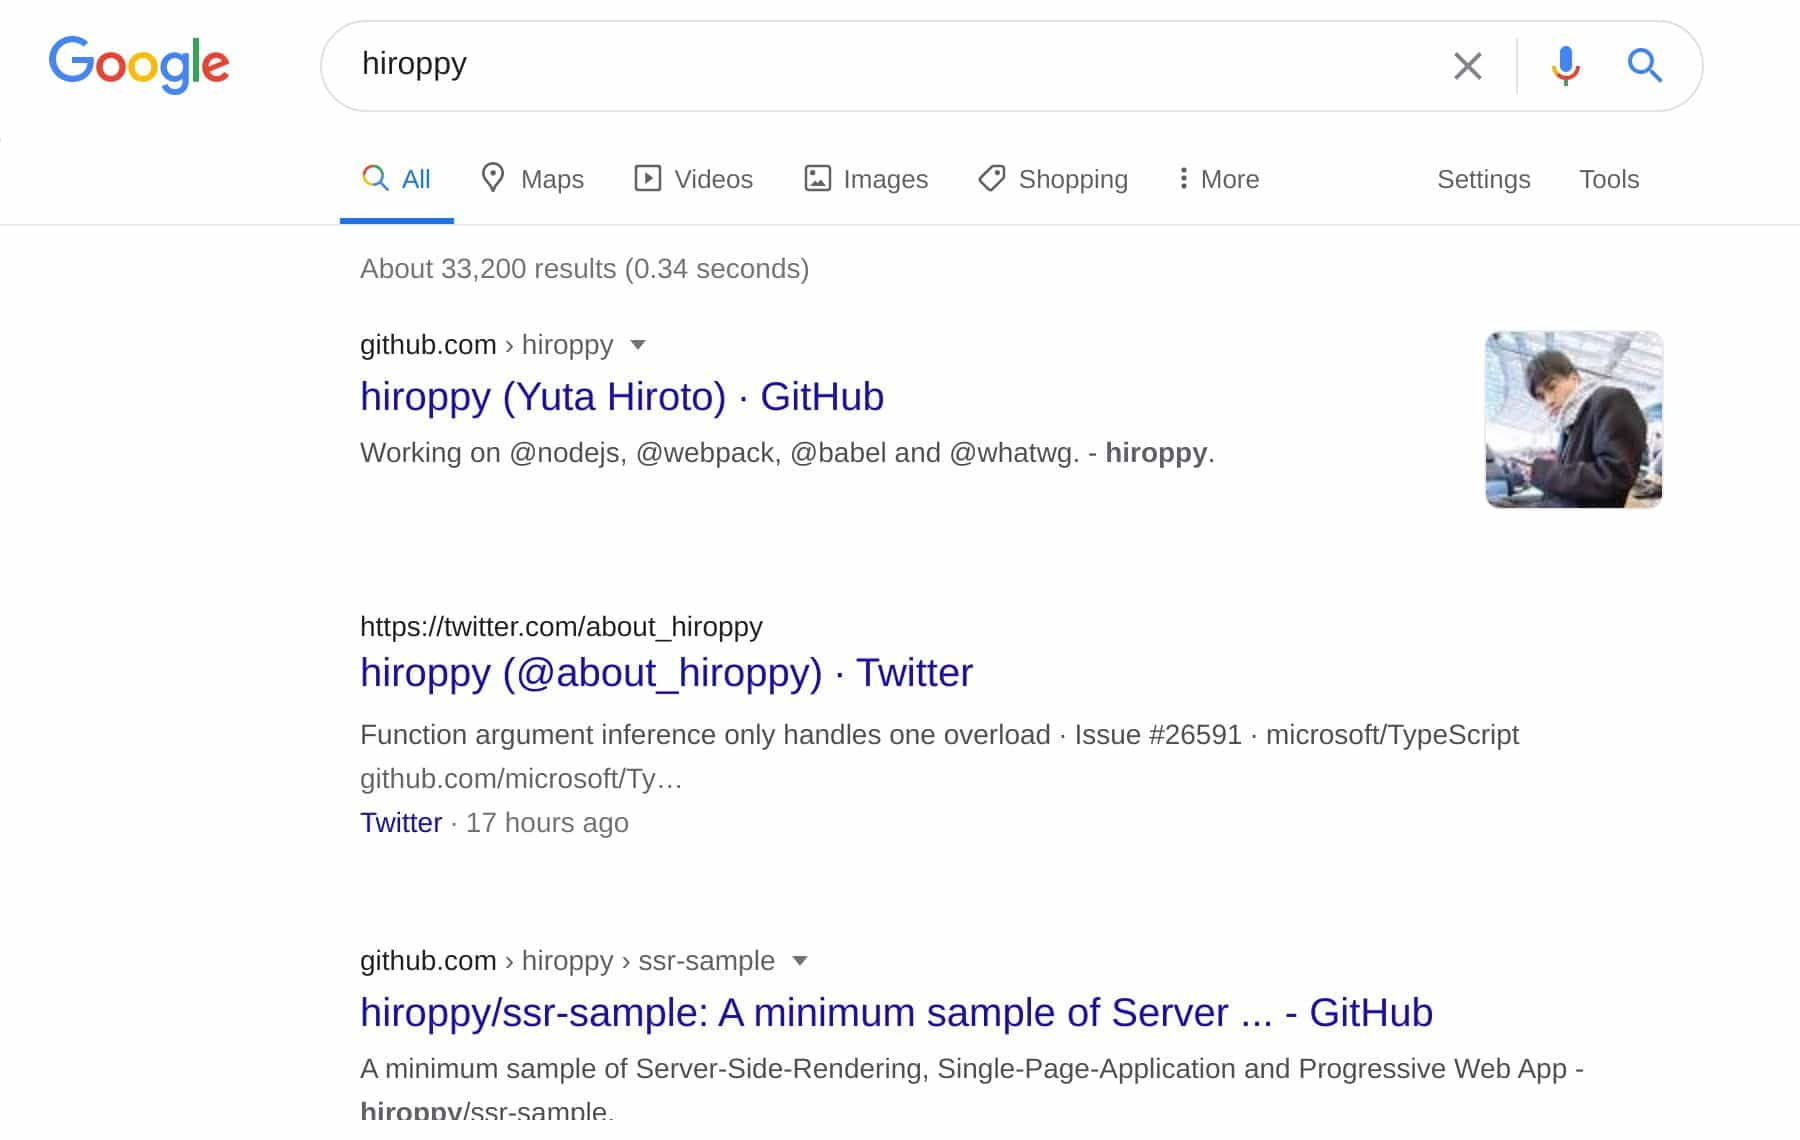 Google
hiroppy
All Maps Videos Images Shopping More Settings Tools
About 33,200 results (0.34 seconds)
github.com › hiroppy
hiroppy (Yuta Hiroto) · GitHub
Working on @nodejs, @webpack, @babel and @whatwg. - hiroppy.
https://twitter.com/about_hiroppy
hiroppy (@about_hiroppy) · Twitter
Function argument inference only handles one overload · Issue #26591 · microsoft/TypeScript
github.com/microsoft/Ty…
Twitter · 17 hours ago
github.com › hiroppy › ssr-sample
hiroppy/ssr-sample: A minimum sample of Server ... - GitHub
A minimum sample of Server-Side-Rendering, Single-Page-Application and Progressive Web App -
hiroppy/ssr-sample.